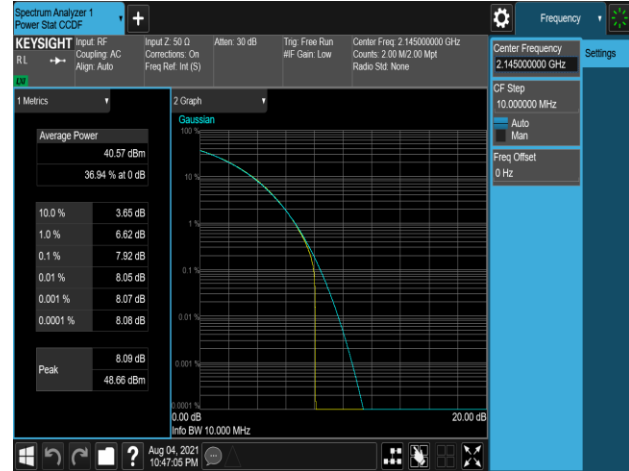 Spectrum Analyzer 1
Power Stat CCDF
+
Frequency
KEYSIGHT
RL
LXI
Input: RF
Coupling: AC
Align: Auto
Input Z: 50 Ω
Corrections: On
Freq Ref: Int (S)
Atten: 30 dB
Trig: Free Run
#IF Gain: Low
Center Freq: 2.145000000 GHz
Counts: 2.00 M/2.00 Mpt
Radio Std: None
Center Frequency
2.145000000 GHz
Settings
CF Step
10.000000 MHz
Auto
Man
Freq Offset
0 Hz
1 Metrics
Average Power
40.57 dBm
36.94 % at 0 dB
10.0 % 3.65 dB
1.0 % 6.62 dB
0.1 % 7.92 dB
0.01 % 8.05 dB
0.001 % 8.07 dB
0.0001 % 8.08 dB
Peak
8.09 dB
48.66 dBm
2 Graph
Gaussian
100 %
10 %
1 %
0.1 %
0.01 %
0.001 %
0.0001 %
0.00 dB
20.00 dB
Info BW 10.000 MHz
?
Aug 04, 2021
10:47:05 PM